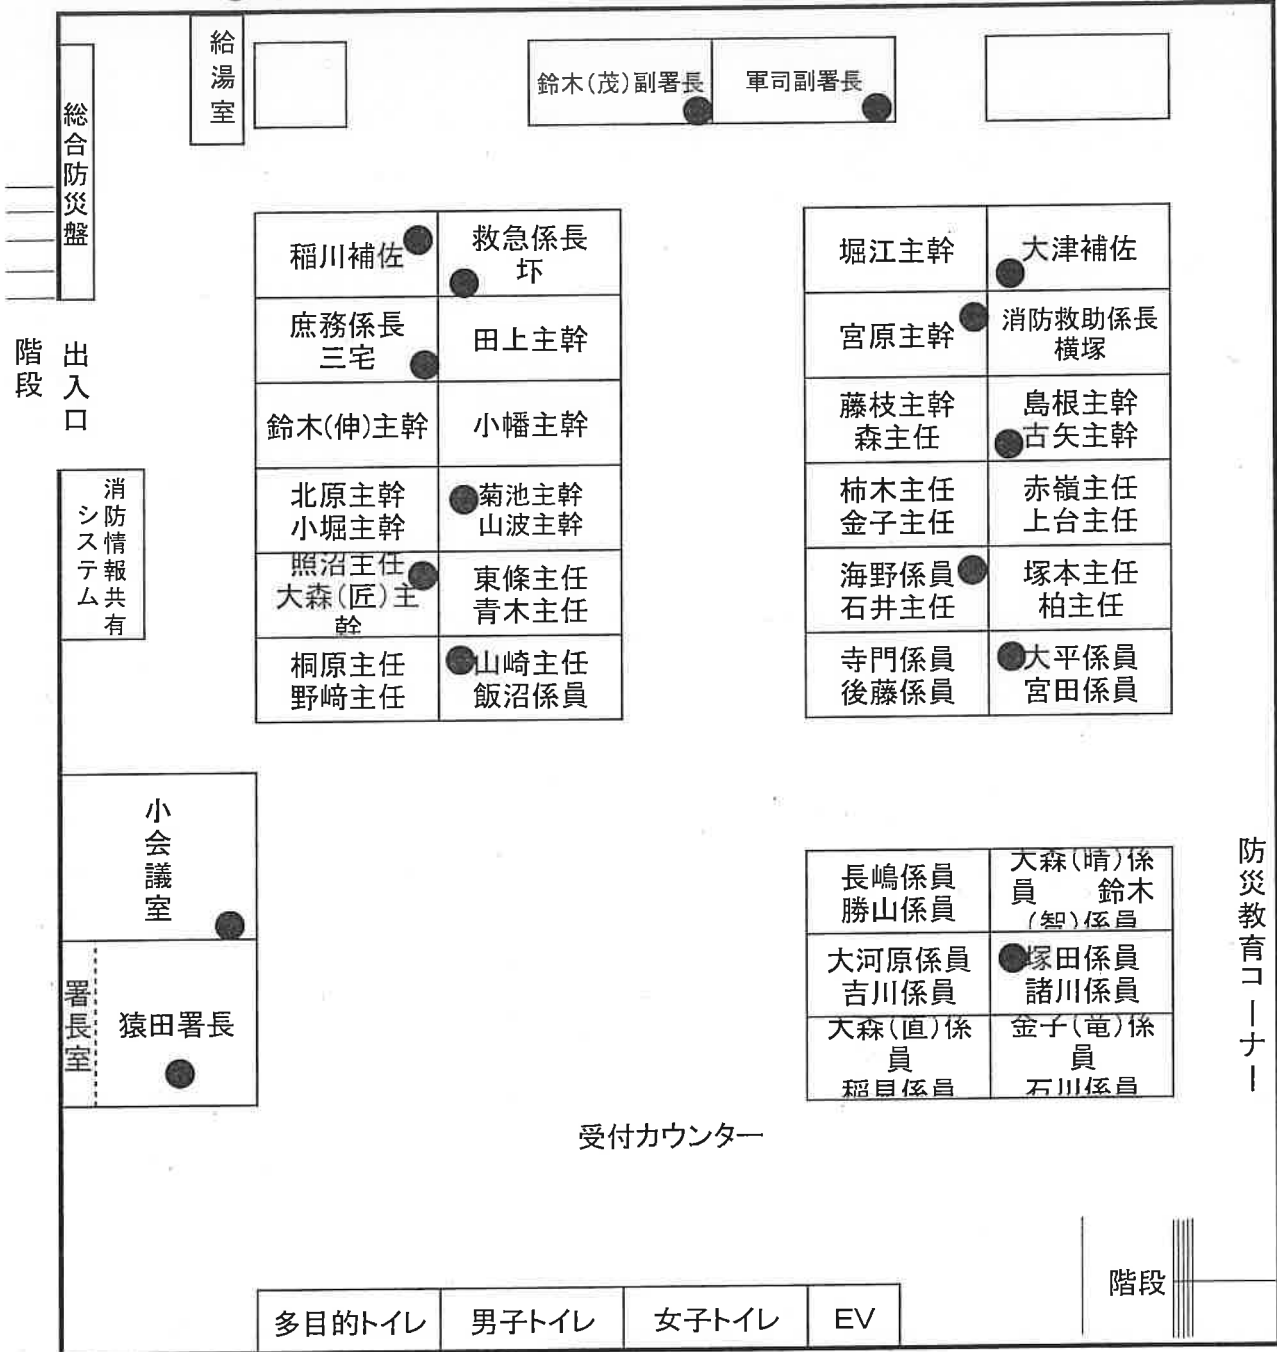 給湯室
鈴木(茂)副署長
軍司副署長
総合防災盤
階段
出入口
稲川補佐
救急係長
坏
庶務係長
三宅
田上主幹
鈴木(伸)主幹
小幡主幹
北原主幹
小堀主幹
菊池主幹
山波主幹
照沼主任
大森(匠)主
幹
東條主任
青木主任
桐原主任
野﨑主任
山崎主任
飯沼係員
堀江主幹
大津補佐
宮原主幹
消防救助係長
横塚
藤枝主幹
森主任
島根主幹
古矢主幹
柿木主任
金子主任
赤嶺主任
上台主任
海野係員
石井主任
塚本主任
柏主任
寺門係員
後藤係員
大平係員
宮田係員
消防情報共有
システム
小会議室
署長室
猿田署長
長嶋係員
勝山係員
大森(晴)係
員 鈴木
(智)係員
大河原係員
吉川係員
塚田係員
諸川係員
大森(直)係
員
稲見係員
金子(竜)係
員
石川係員
防災教育コーナー
受付カウンター
階段
多目的トイレ
男子トイレ
女子トイレ
EV